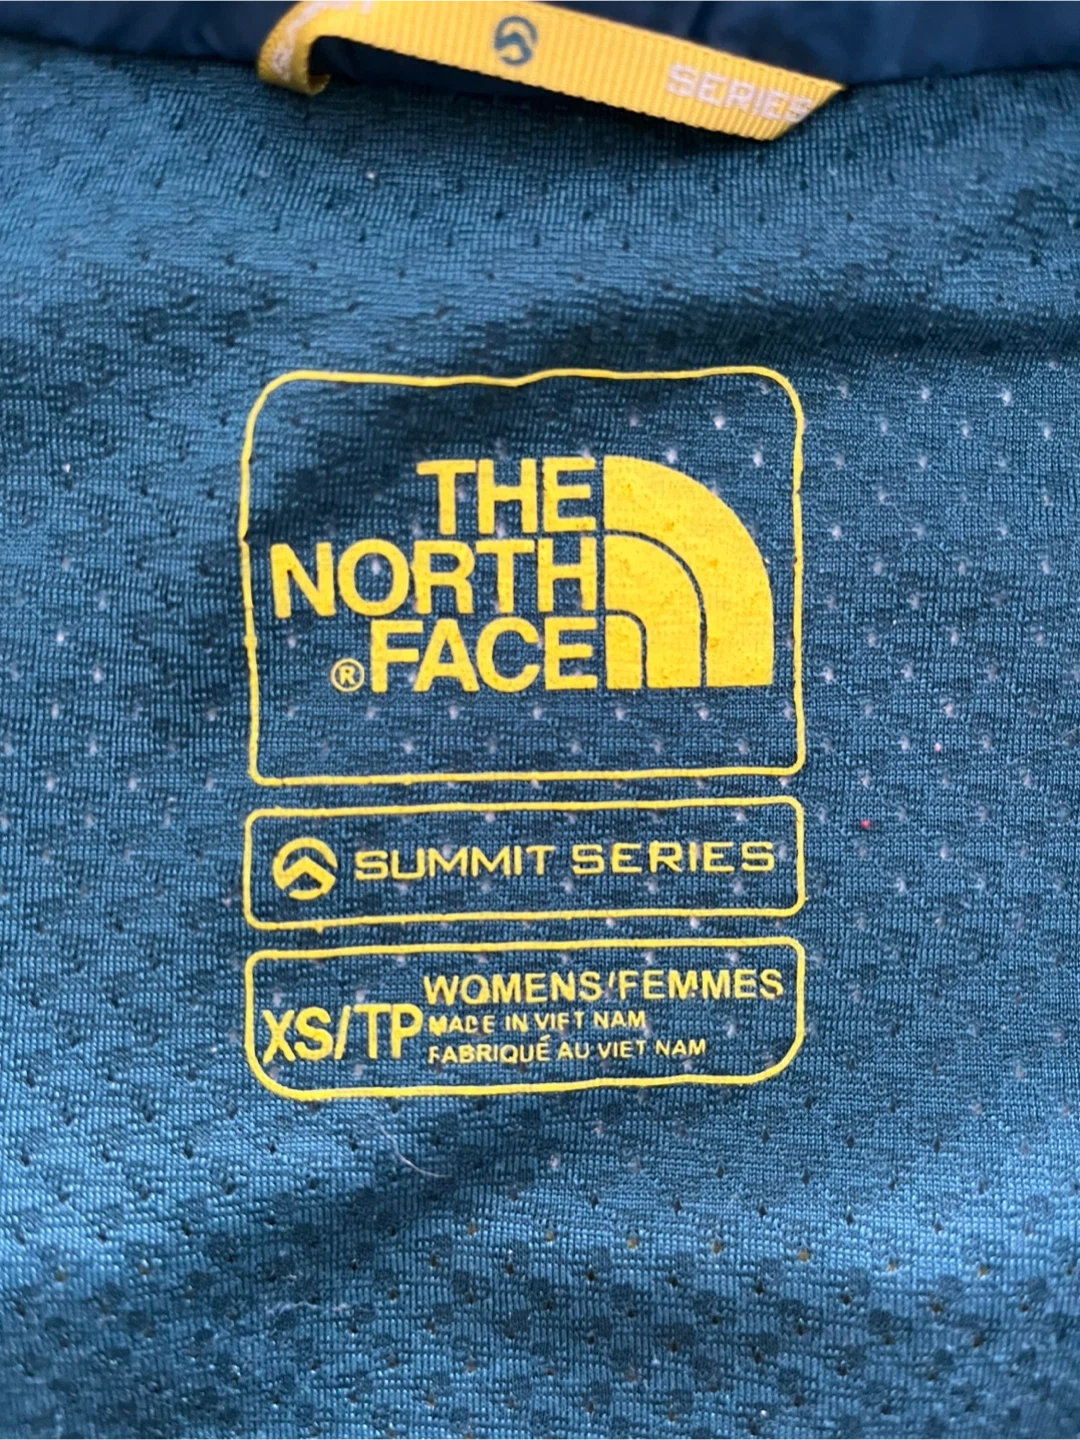 SERIES
THE
NORTH
® FACE
SUMMIT SERIES
XS/TP
WOMENS/FEMMES
MADE IN VIET NAM
FABRIQUÉ AU VIET NAM